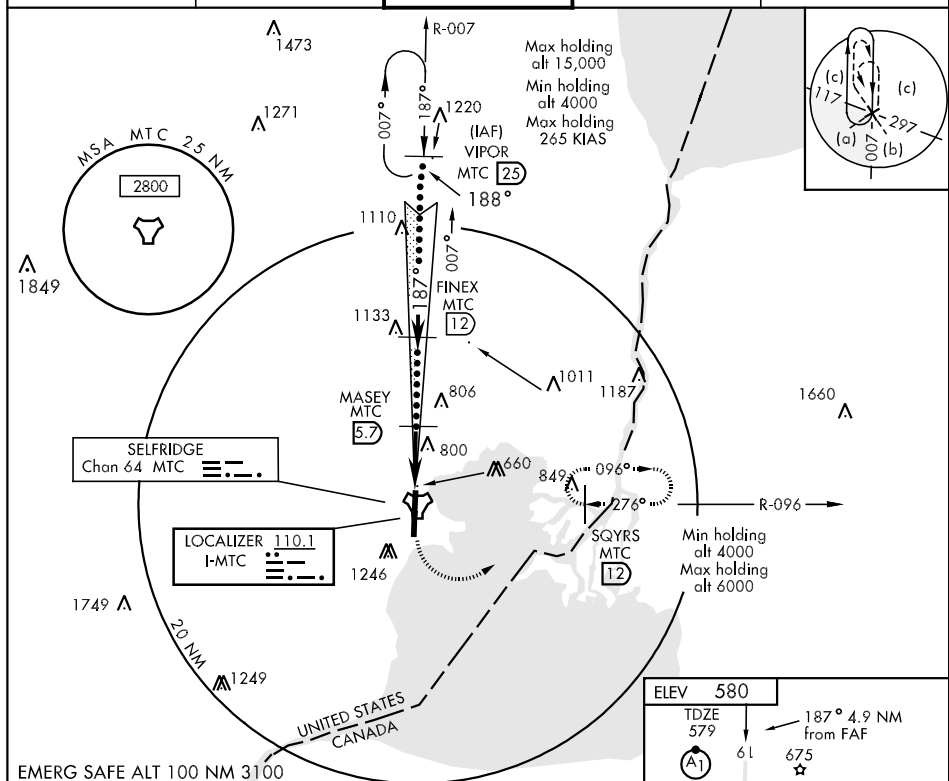 1473
R-007
Max holding
alt 15,000
Min holding
alt 4000
Max holding
265 KIAS
(c)
(c)
117
297
(a)
(b)
007
1271
007°
187°
1220
(IAF)
VIPOR
MTC 25
188°
MSA MTC 25 NM
2800
1849
1110
007°
187°
FINEX
MTC
12
1133
1011
1187
1660
MASEY
MTC
5.7
806
800
SELFRIDGE
Chan 64 MTC
660
849
096°
276°
R-096
LOCALIZER 110.1
I-MTC
SQYRS
MTC
12
Min holding
alt 4000
Max holding
alt 6000
1246
1749
20 NM
1249
UNITED STATES
CANADA
EMERG SAFE ALT 100 NM 3100
ELEV 580
TDZE
579
187° 4.9 NM
from FAF
A1
19
675